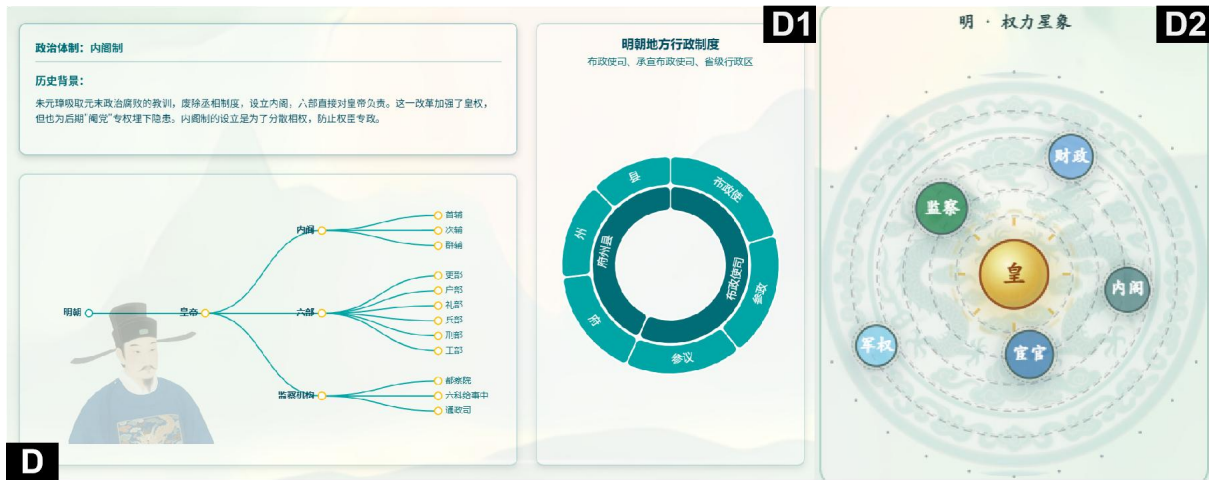 政治体制：内阁制
历史背景：
朱元璋吸取元末政治腐败的教训，废除丞相制度，设立内阁，六部直接对皇帝负责。这一改革加强了皇权，
但也为后期"阉党"专权埋下隐患。内阁制的设立是为了分散相权，防止权臣专政。
明朝
皇帝
内阁
首辅
次辅
群辅
六部
吏部
户部
礼部
兵部
刑部
工部
监察机构
都察院
六科给事中
通政司
D
明朝地方行政制度
布政使司、承宣布政使司、省级行政区
布政使司
布政使
参政
参议
府州县
府
州
县
D1
明 · 权力星象
财政
监察
皇
内阁
军权
宦官
D2